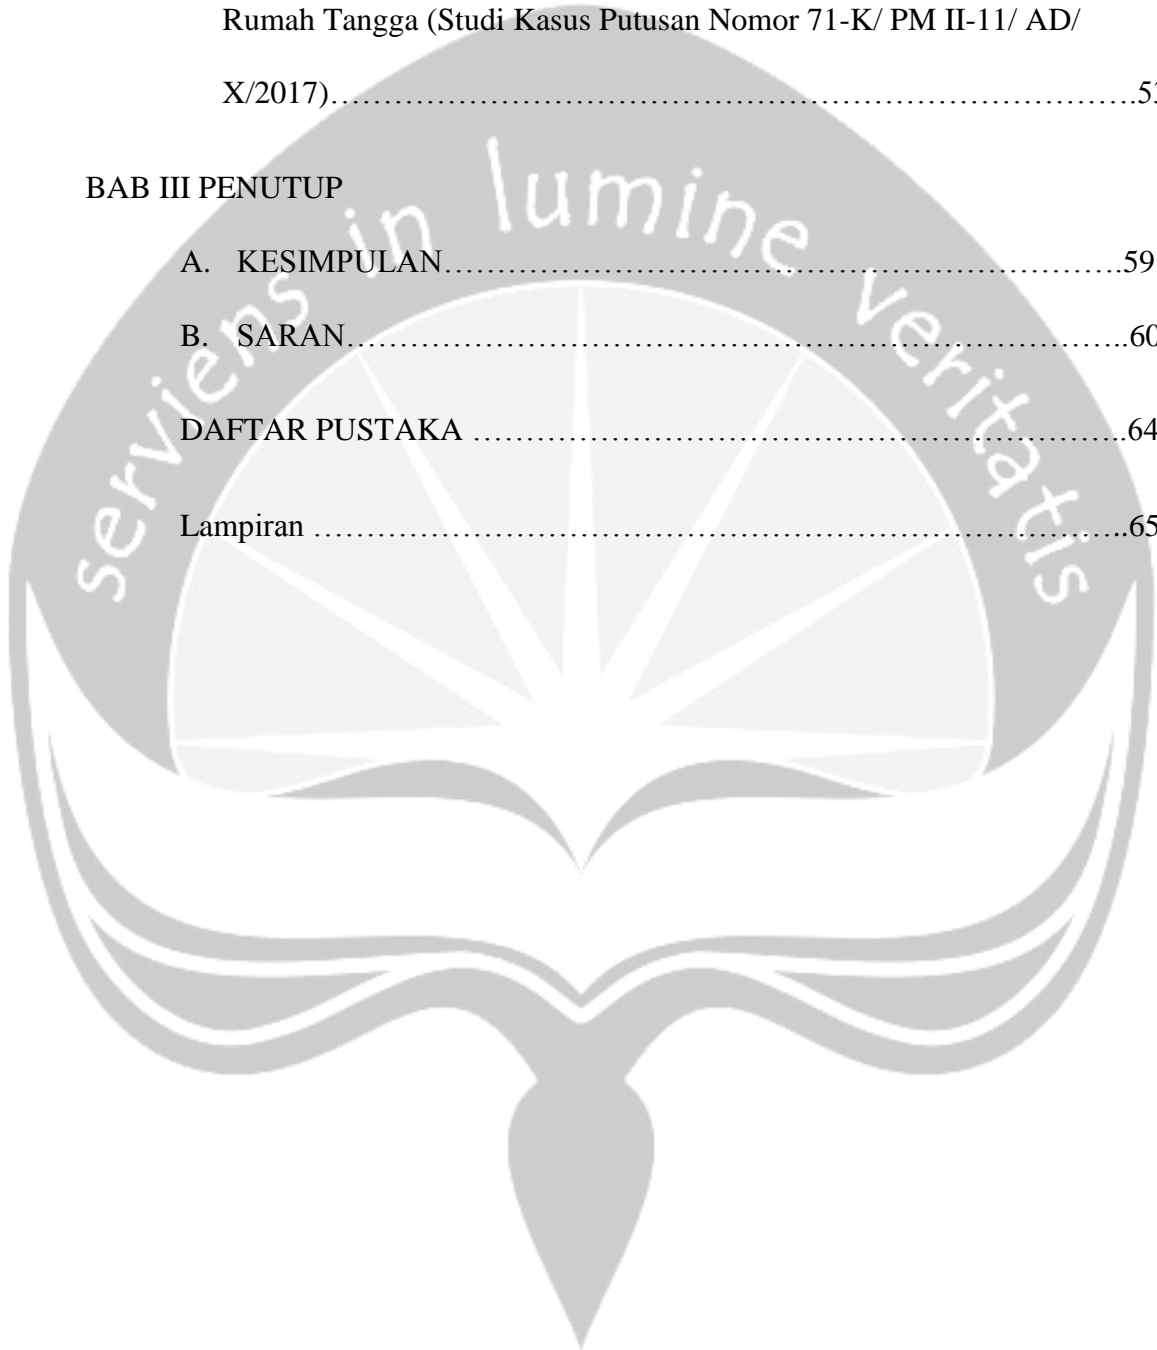 Rumah Tangga (Studi Kasus Putusan Nomor 71-K/ PM II-11/ AD/
X/2017)……………………………………………………………….53
BAB III PENUTUP
A. KESIMPULAN…………………………………………………….59
B. SARAN……………………………………………………………..60
DAFTAR PUSTAKA …………………………………………………..64
Lampiran ………………………………………………………………..65
serviens in lumine veritatis